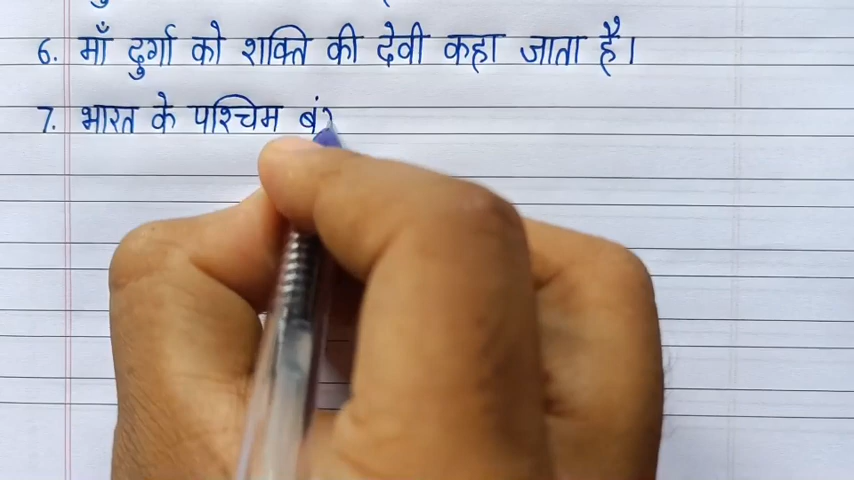 6. माँ दुर्गा को शक्ति की देवी कहा जाता है।
7. भारत के पश्चिम